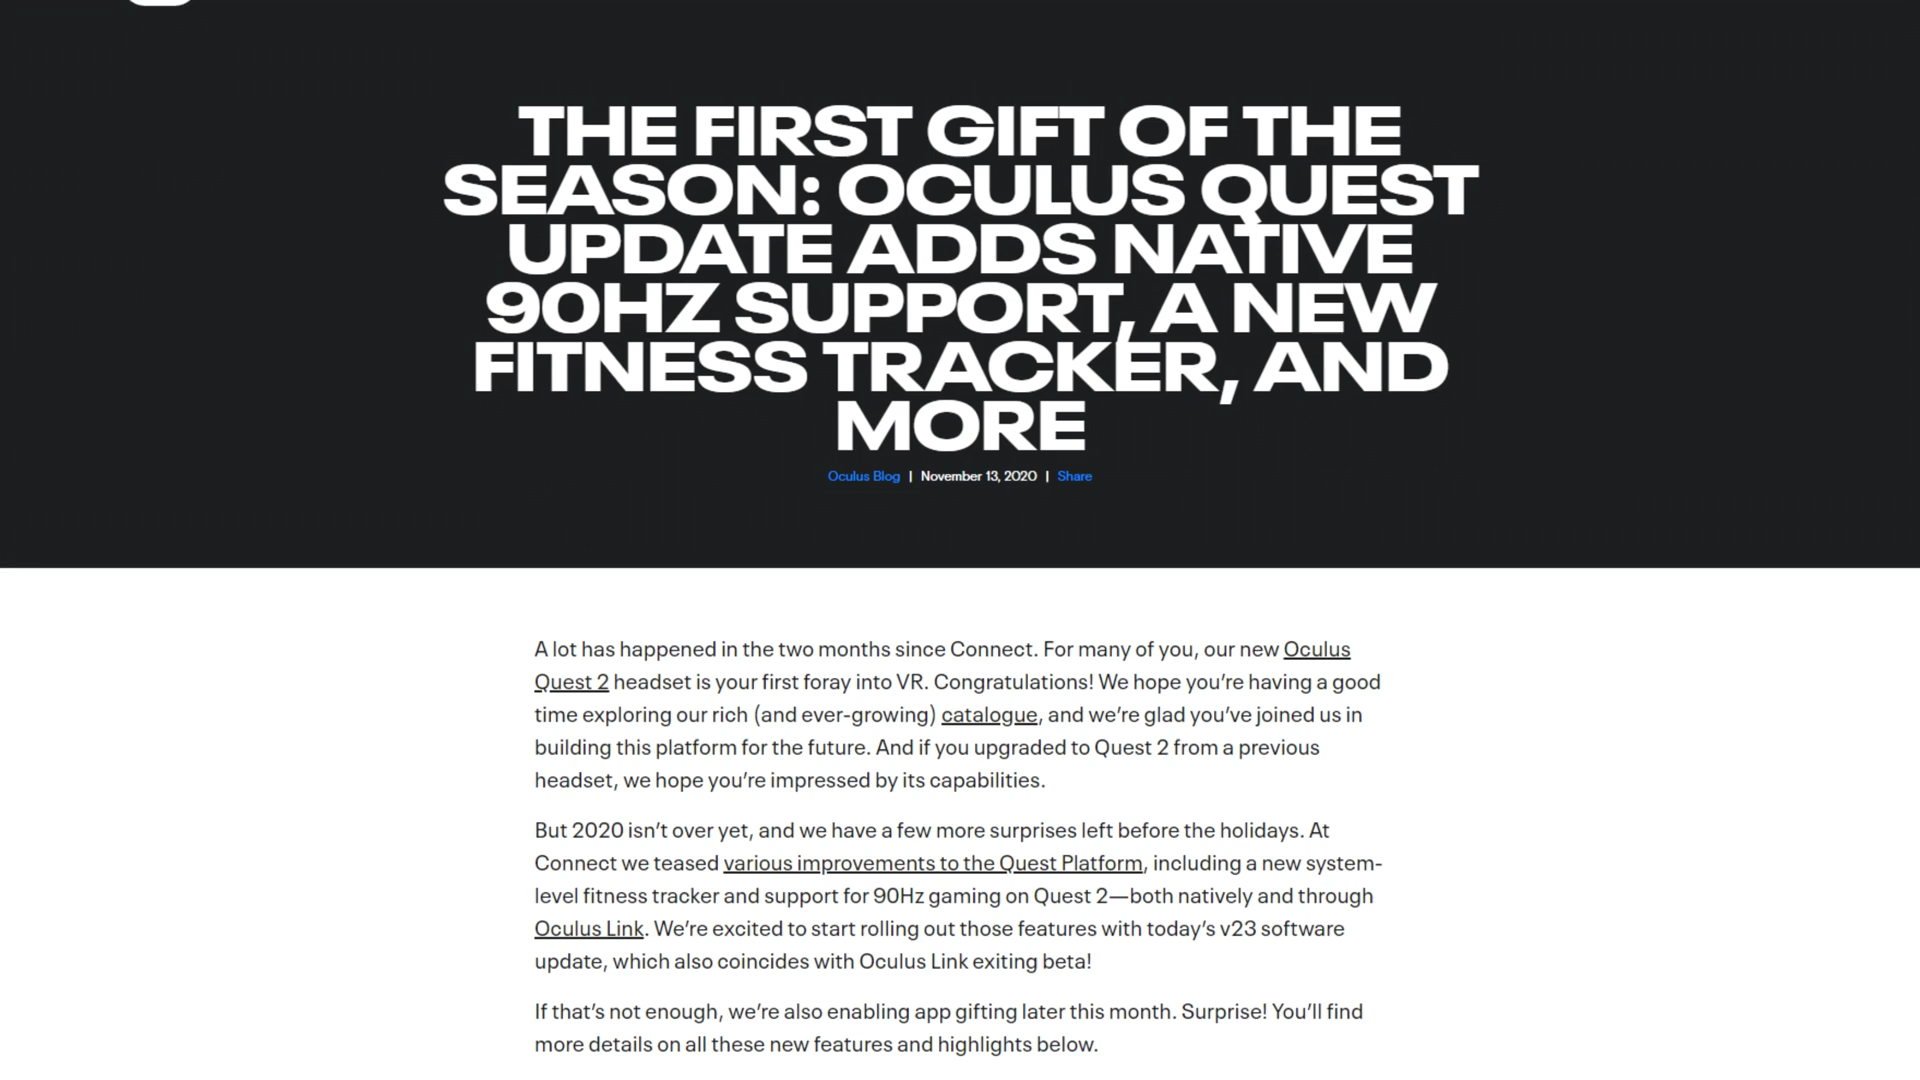 THE FIRST GIFT OF THE
SEASON: OCULUS QUEST
UPDATE ADDS NATIVE
90HZ SUPPORT, A NEW
FITNESS TRACKER, AND
MORE
Oculus Blog | November 13, 2020 | Share
A lot has happened in the two months since Connect. For many of you, our new Oculus
Quest 2 headset is your first foray into VR. Congratulations! We hope you’re having a good
time exploring our rich (and ever-growing) catalogue, and we’re glad you’ve joined us in
building this platform for the future. And if you upgraded to Quest 2 from a previous
headset, we hope you’re impressed by its capabilities.
But 2020 isn’t over yet, and we have a few more surprises left before the holidays. At
Connect we teased various improvements to the Quest Platform, including a new system-
level fitness tracker and support for 90Hz gaming on Quest 2—both natively and through
Oculus Link. We’re excited to start rolling out those features with today’s v23 software
update, which also coincides with Oculus Link exiting beta!
If that’s not enough, we’re also enabling app gifting later this month. Surprise! You’ll find
more details on all these new features and highlights below.